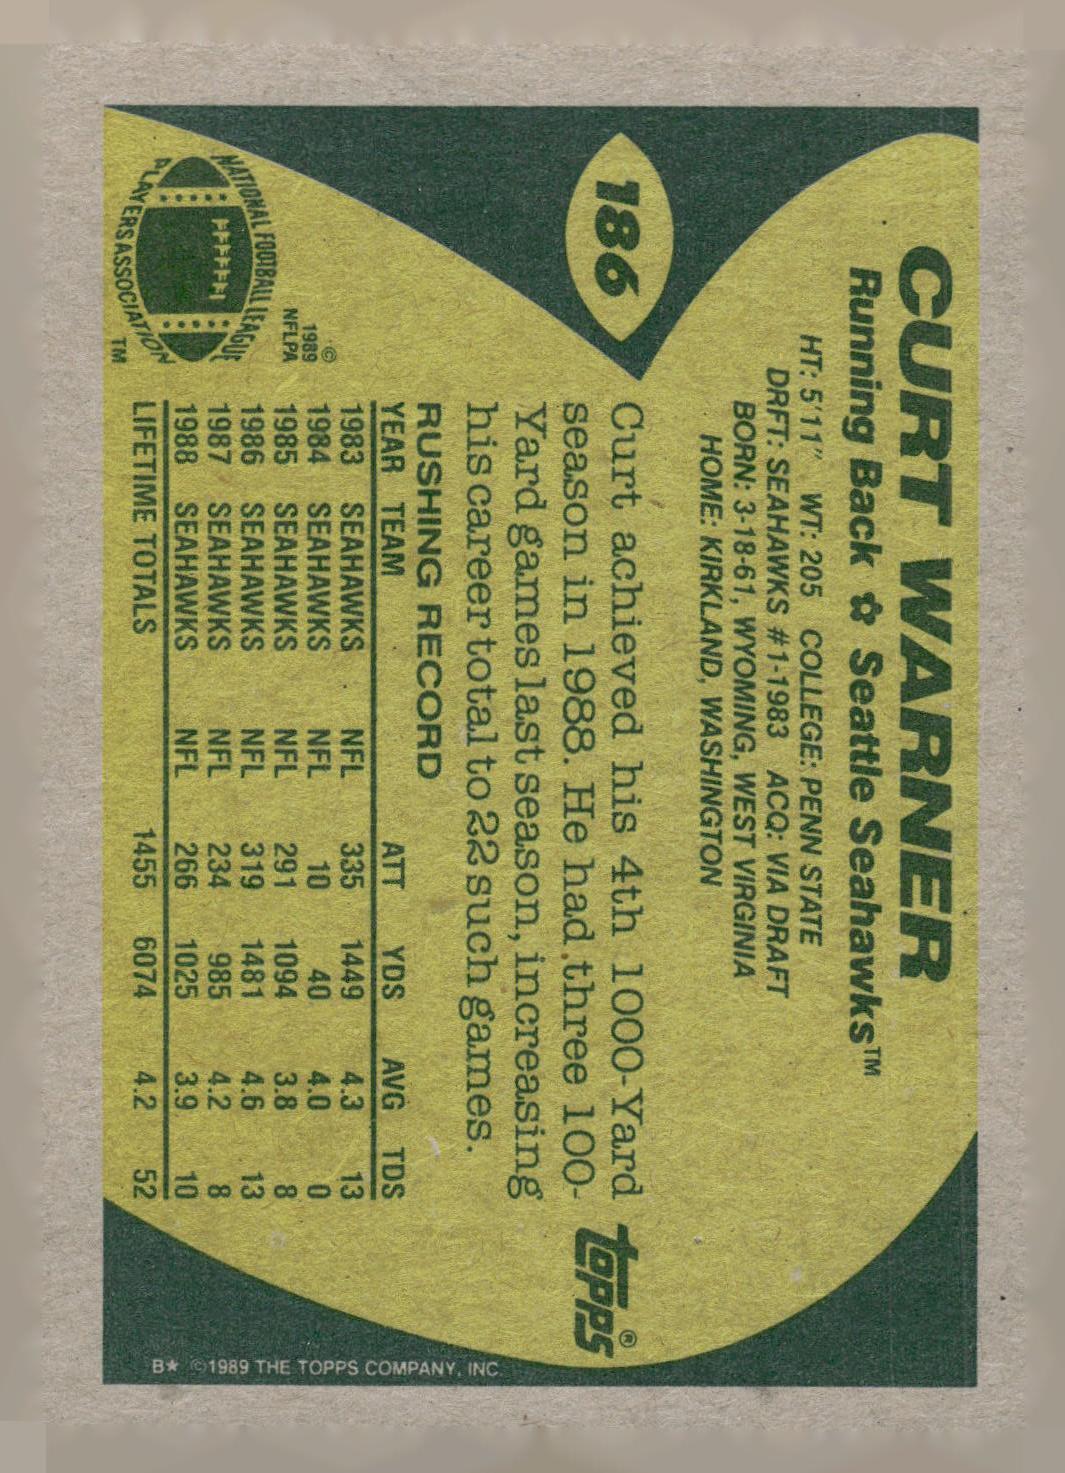 186
CURT WARNER
Running Back ✿ Seattle Seahawks™
HT: 5'11" WT: 205 COLLEGE: PENN STATE
DRFT: SEAHAWKS #1-1983 ACQ: VIA DRAFT
BORN: 3-18-61, WYOMING, WEST VIRGINIA
HOME: KIRKLAND, WASHINGTON
Curt achieved his 4th 1000-Yard
season in 1988. He had three 100-
Yard games last season, increasing
his career total to 22 such games.
topps®
RUSHING RECORD
YEAR TEAM ATT YDS AVG TDS
1983 SEAHAWKS NFL 335 1449 4.3 13
1984 SEAHAWKS NFL 10 40 4.0 0
1985 SEAHAWKS NFL 291 1094 3.8 8
1986 SEAHAWKS NFL 319 1481 4.6 13
1987 SEAHAWKS NFL 234 985 4.2 8
1988 SEAHAWKS NFL 266 1025 3.9 10
LIFETIME TOTALS 1455 6074 4.2 52
©
1989
NFLPA
NATIONAL FOOTBALL LEAGUE
PLAYERS ASSOCIATION
TM
B★ ©1989 THE TOPPS COMPANY, INC.